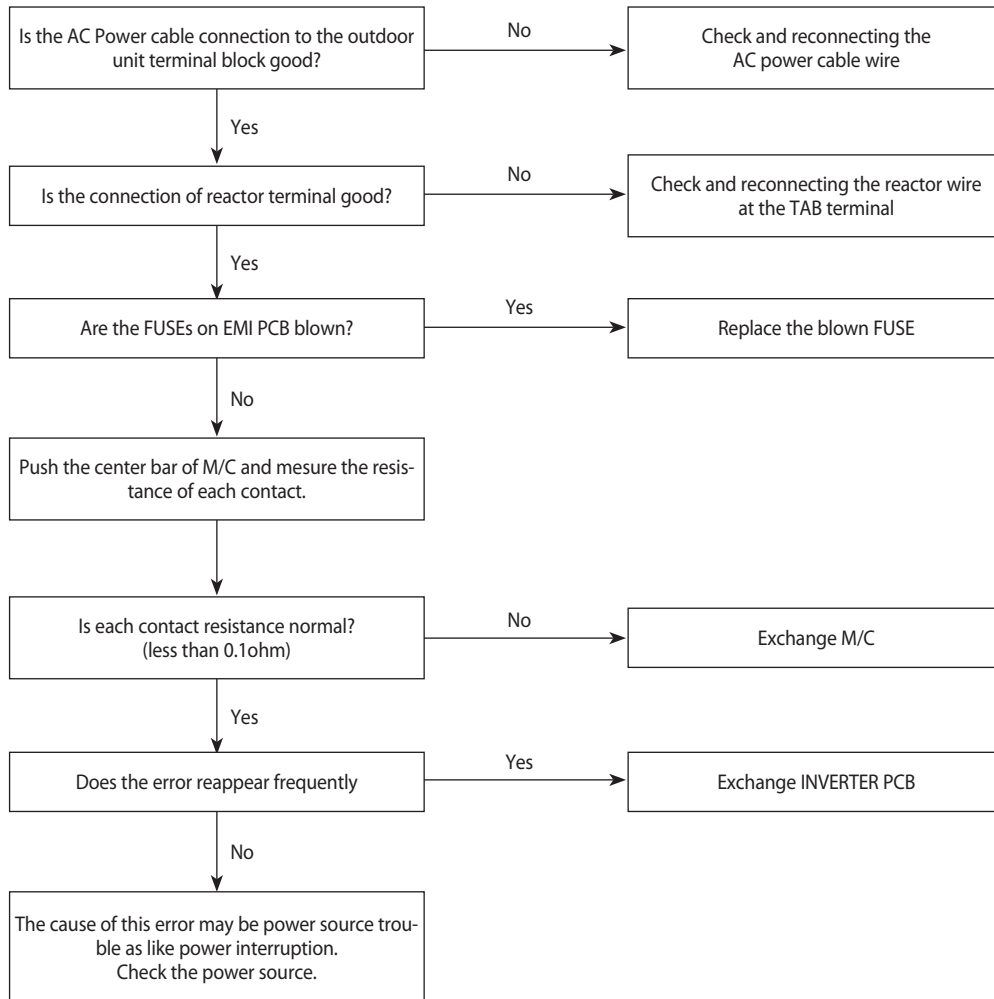 Is the AC Power cable connection to the outdoor
unit terminal block good?
No
Check and reconnecting the
AC power cable wire
Yes
Is the connection of reactor terminal good?
No
Check and reconnecting the reactor wire
at the TAB terminal
Yes
Are the FUSEs on EMI PCB blown?
Yes
Replace the blown FUSE
No
Push the center bar of M/C and mesure the resis-
tance of each contact.
Is each contact resistance normal?
(less than 0.1ohm)
No
Exchange M/C
Yes
Does the error reappear frequently
Yes
Exchange INVERTER PCB
No
The cause of this error may be power source trou-
ble as like power interruption.
Check the power source.